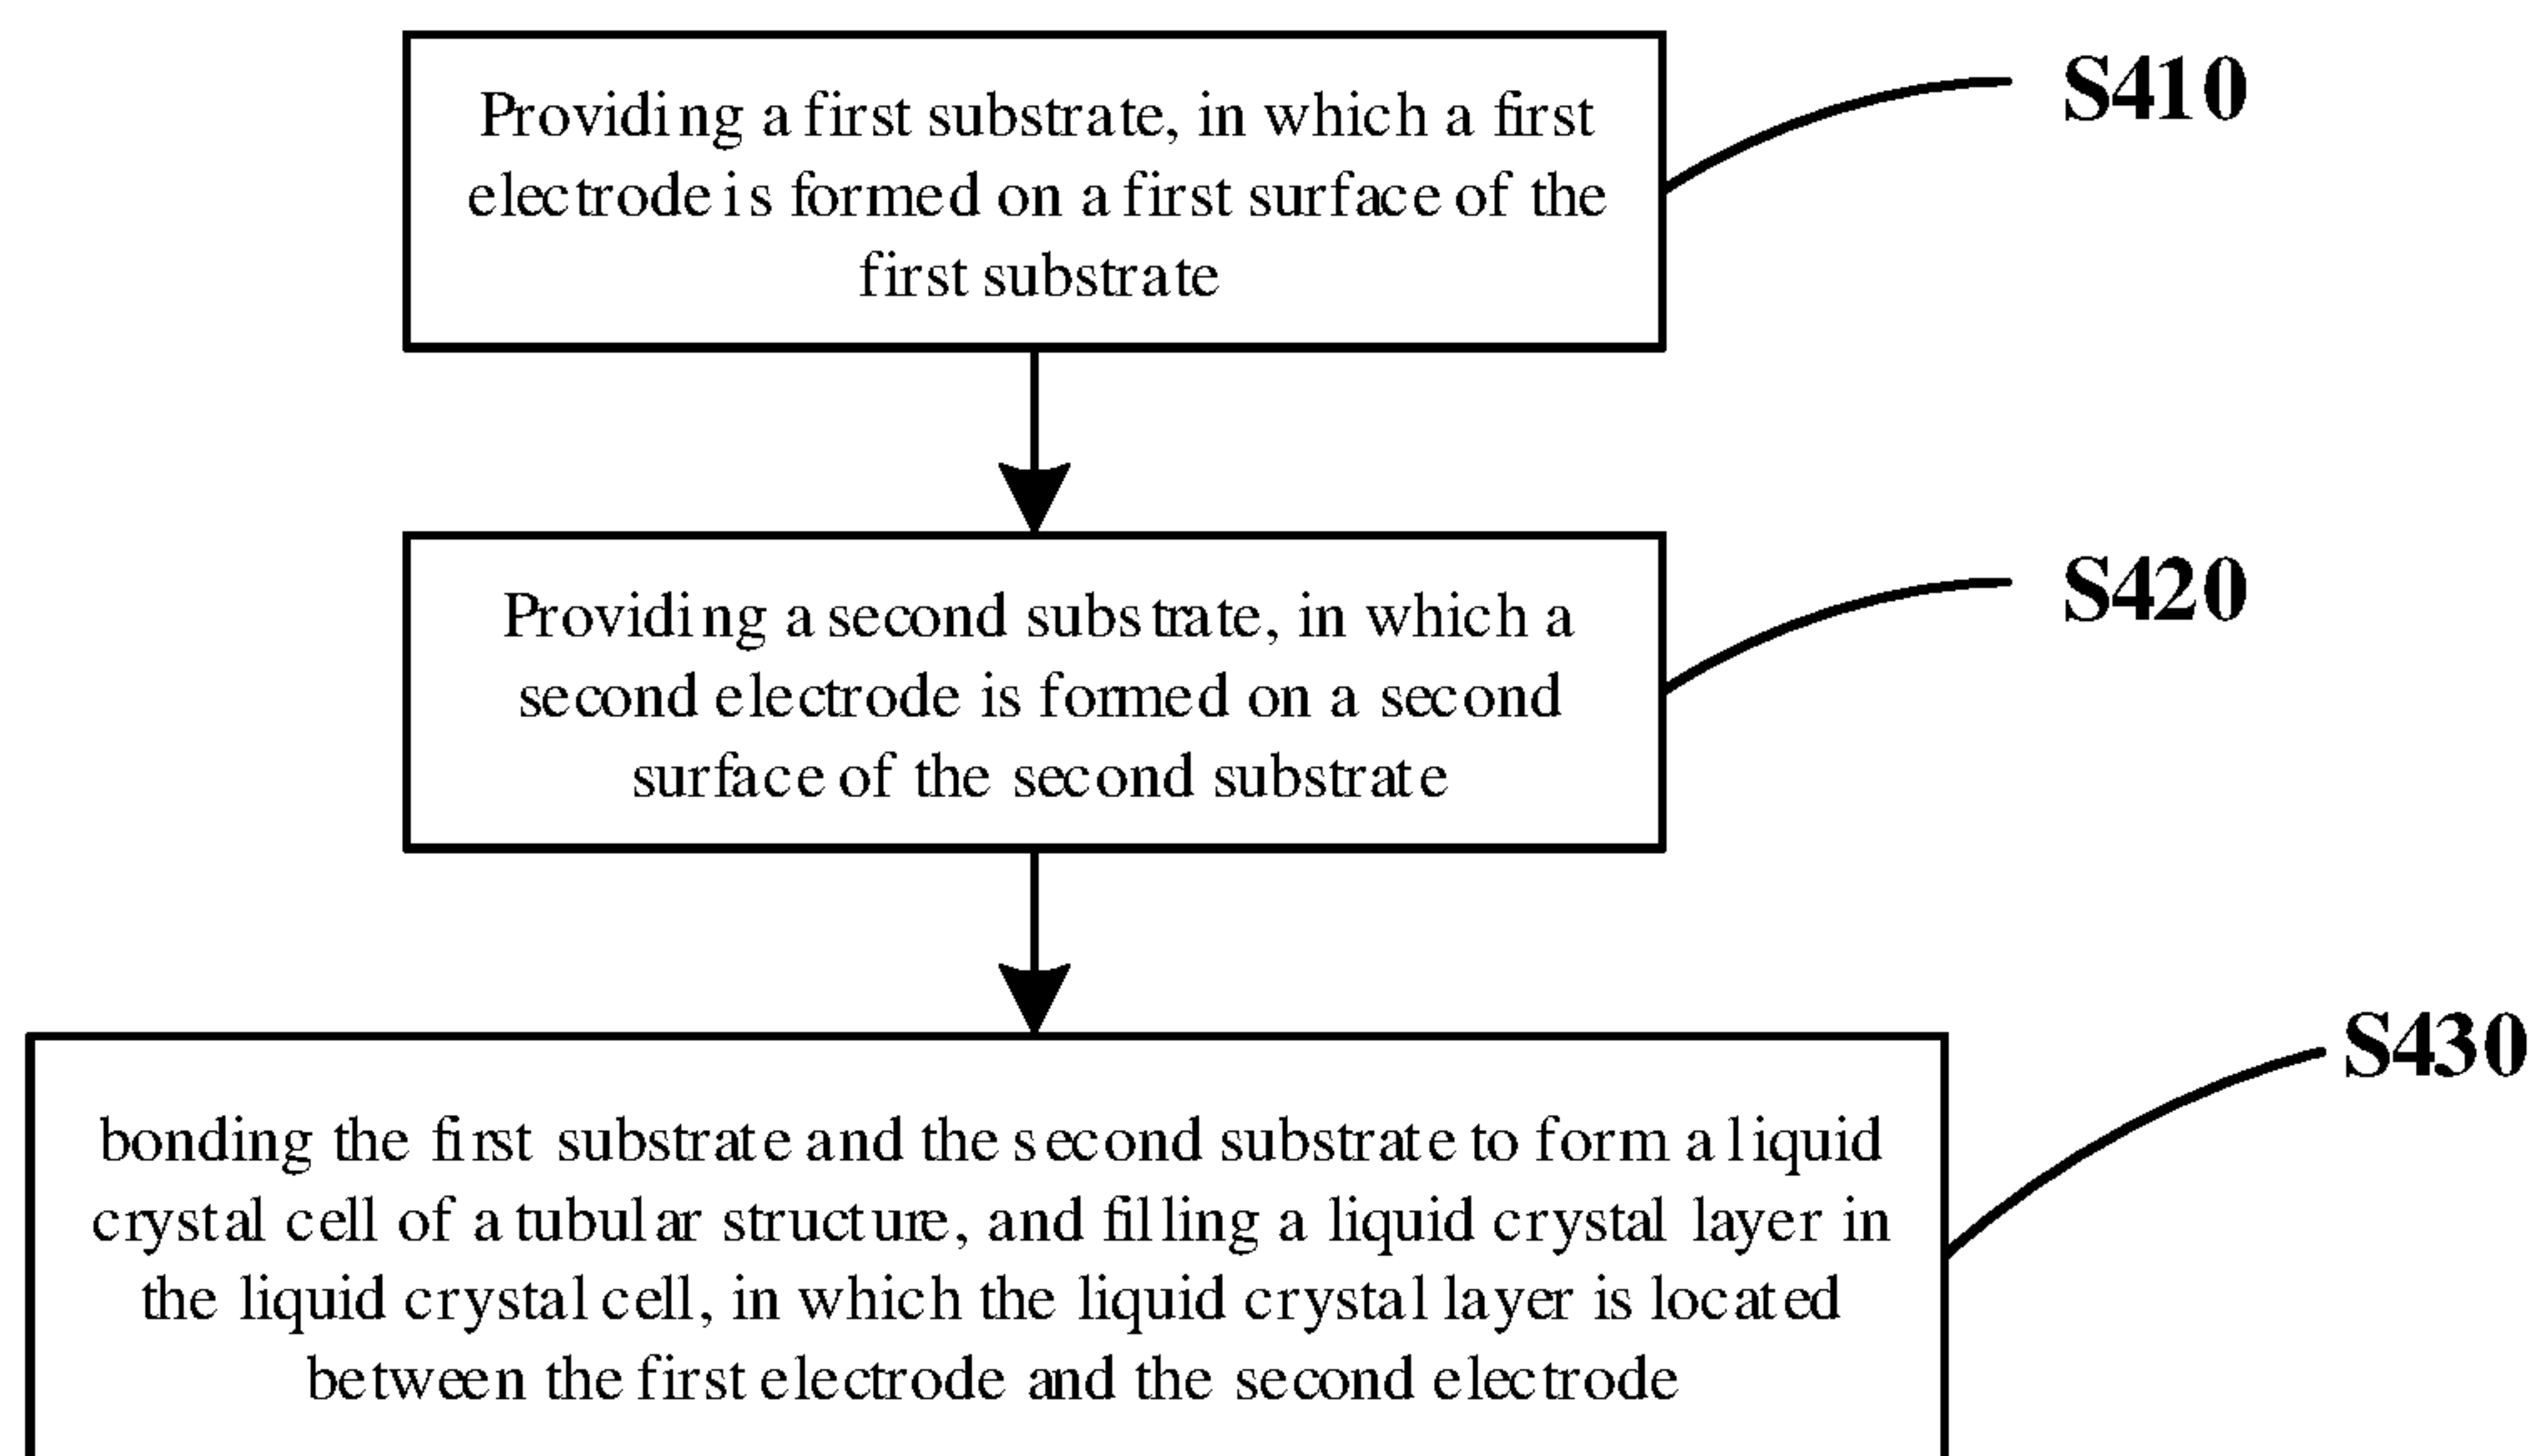 Providing a first substrate, in which a first
electrode is formed on a first surface of the
first substrate
S410
Providing a second substrate, in which a
second electrode is formed on a second
surface of the second substrate
S420
bonding the first substrate and the second substrate to form a liquid
crystal cell of a tubular structure, and filling a liquid crystal layer in
the liquid crystal cell, in which the liquid crystal layer is located
between the first electrode and the second electrode
S430